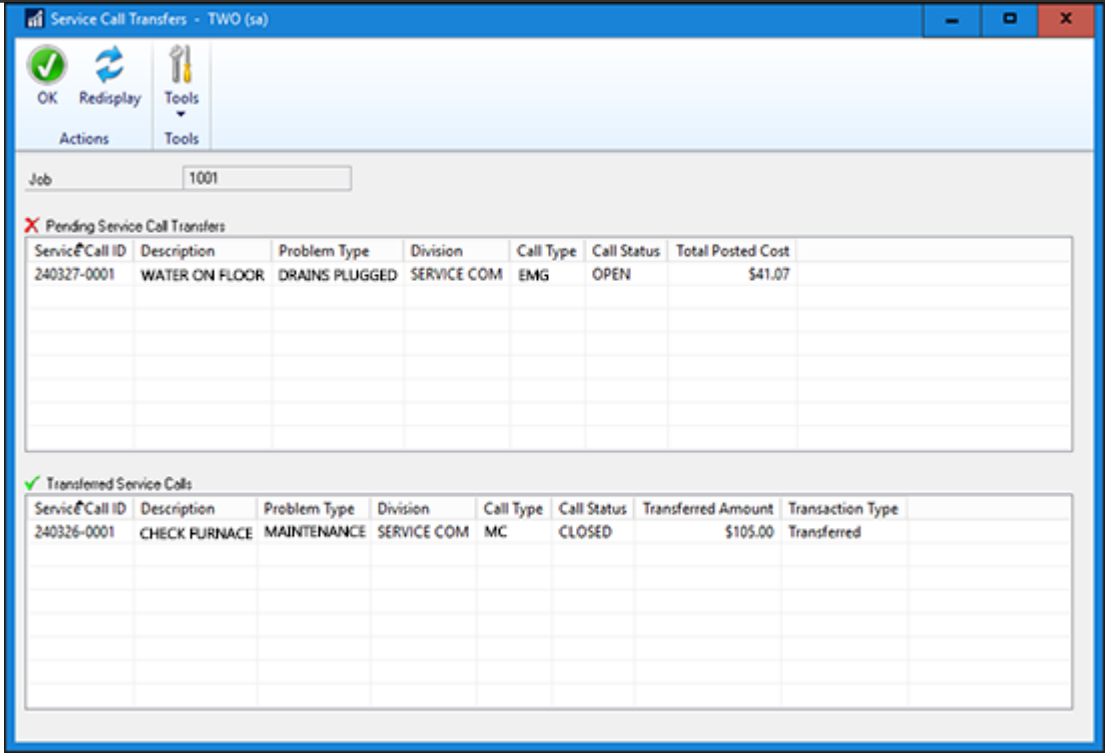 Service Call Transfers - TWO (sa)
OK Redisplay Tools
Actions Tools
Job 1001
Pending Service Call Transfers
Service Call ID Description Problem Type Division Call Type Call Status Total Posted Cost
240327-0001 WATER ON FLOOR DRAINS PLUGGED SERVICE COM EMG OPEN $41.07
Transferred Service Calls
Service Call ID Description Problem Type Division Call Type Call Status Transferred Amount Transaction Type
240326-0001 CHECK FURNACE MAINTENANCE SERVICE COM MC CLOSED $105.00 Transferred